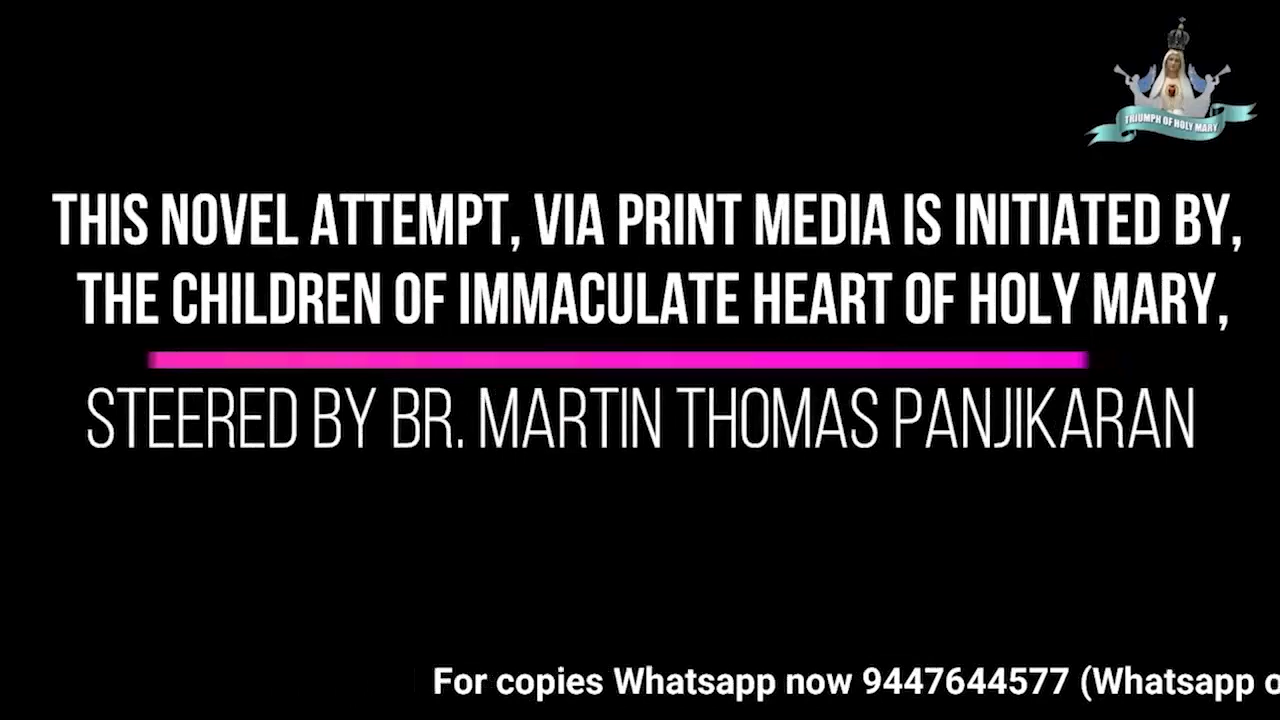 TRIUMPH OF HOLY MARY
THIS NOVEL ATTEMPT, VIA PRINT MEDIA IS INITIATED BY,
THE CHILDREN OF IMMACULATE HEART OF HOLY MARY,
STEERED BY BR. MARTIN THOMAS PANJIKARAN
For copies Whatsapp now 9447644577 (Whatsapp o